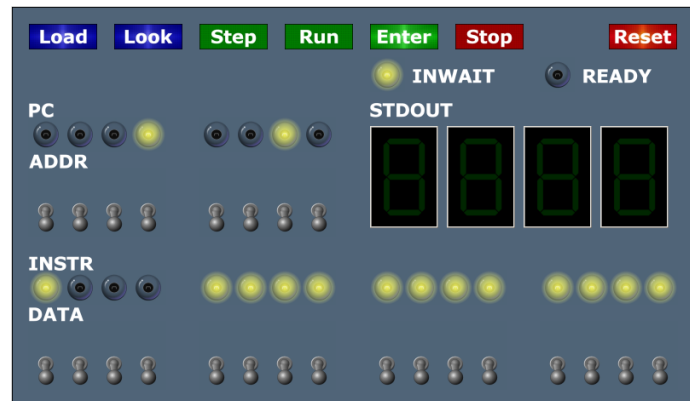 Load Look Step Run Enter Stop Reset
INWAIT READY
PC STDOUT
ADDR
INSTR
DATA